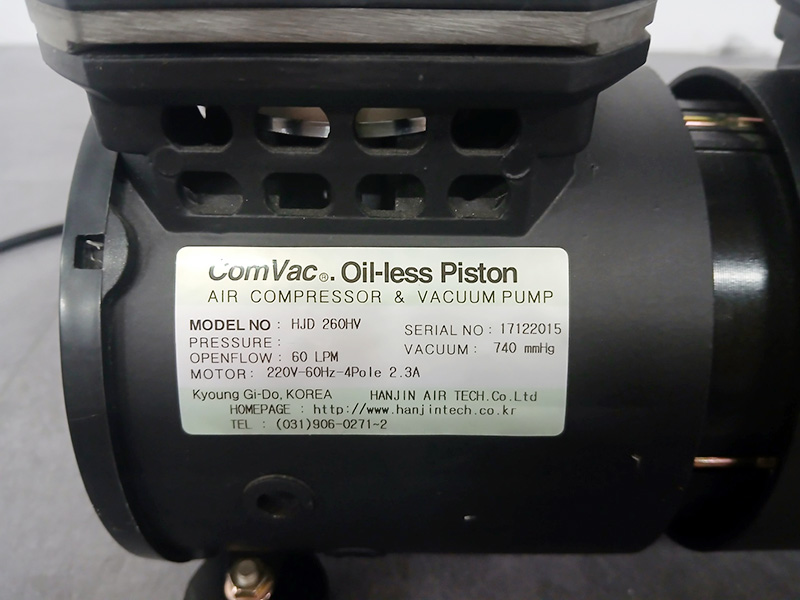 ComVac®. Oil-less Piston
AIR COMPRESSOR & VACUUM PUMP
MODEL NO : HJD 260HV
SERIAL NO : 17122015
PRESSURE :
VACUUM : 740 mmHg
OPENFLOW : 60 LPM
MOTOR : 220V-60Hz-4Pole 2.3A
Kyoung Gi-Do, KOREA HANJIN AIR TECH.Co.Ltd
HOMEPAGE : http://www.hanjintech.co.kr
TEL : (031)906-0271~2